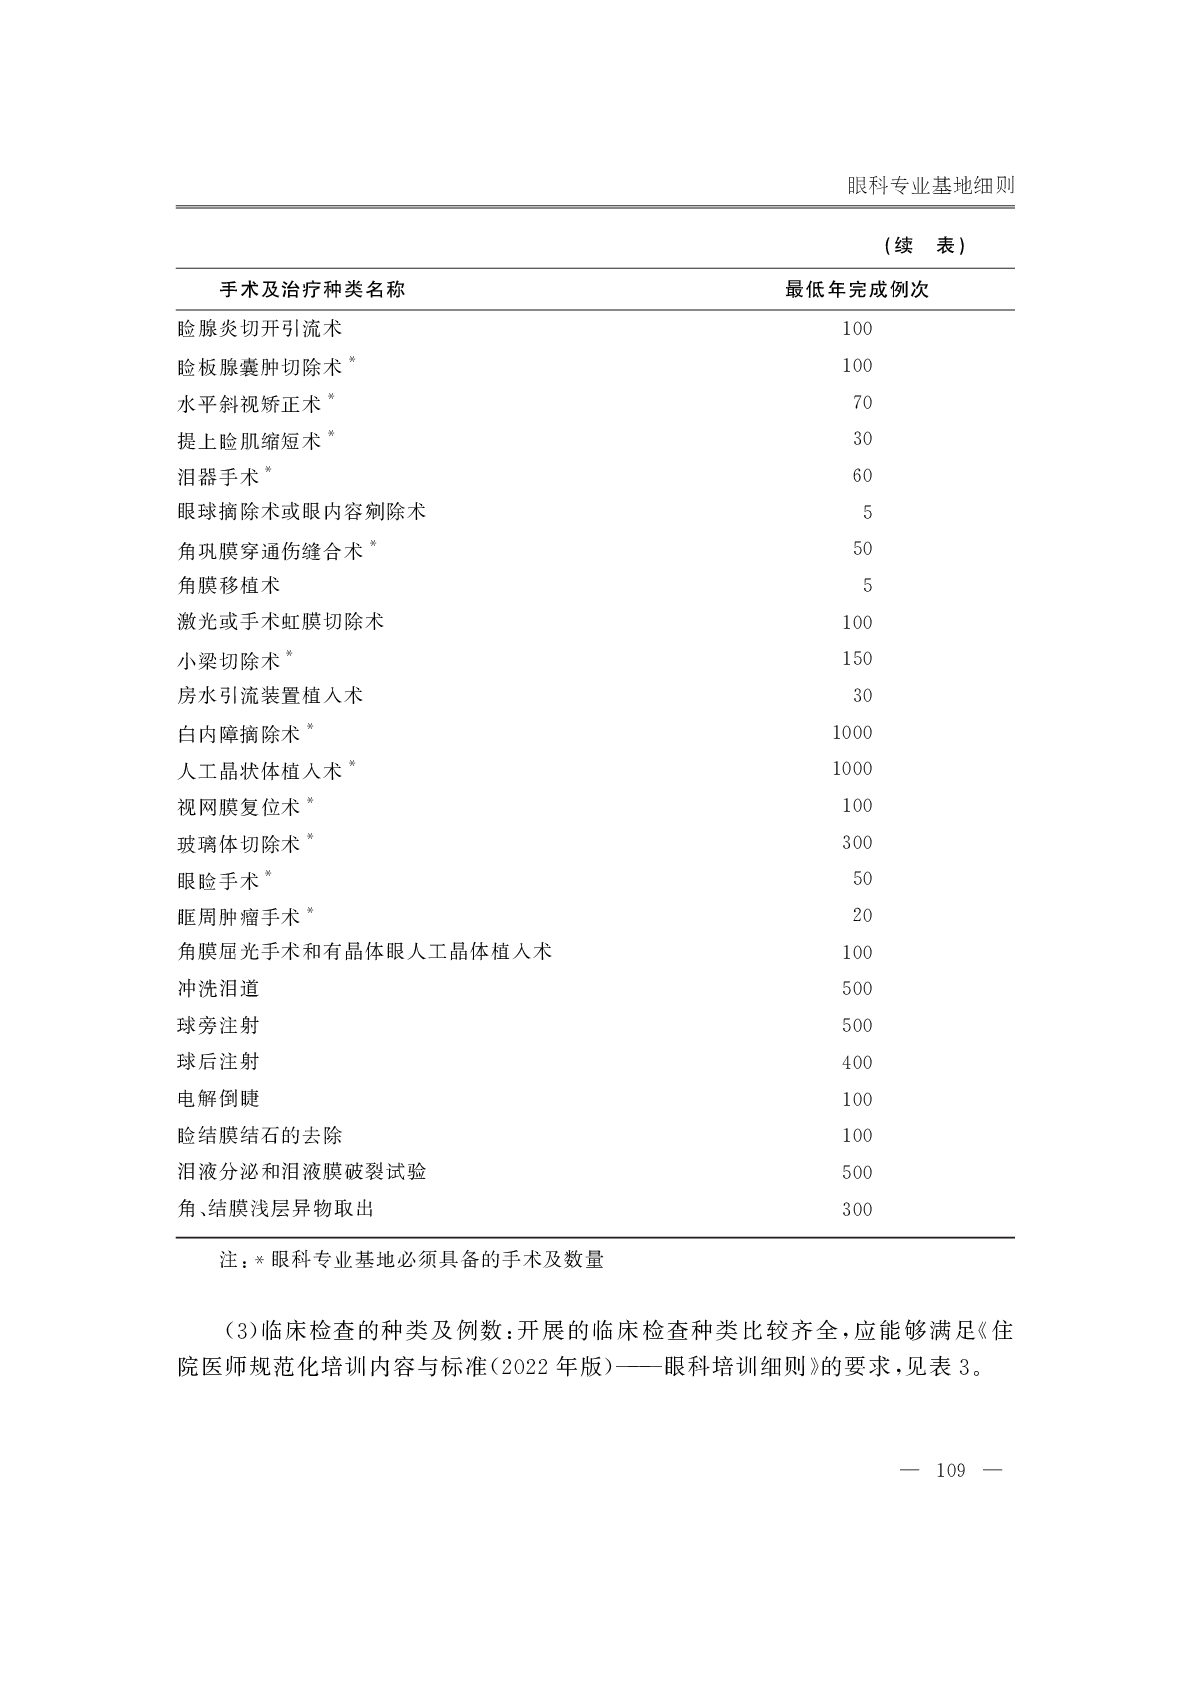 眼科专业基地细则
(续 表)
手术及治疗种类名称 最低年完成例次
睑腺炎切开引流术 100
睑板腺囊肿切除术* 100
水平斜视矫正术* 70
提上睑肌缩短术* 30
泪器手术* 60
眼球摘除术或眼内容剜除术 5
角巩膜穿通伤缝合术* 50
角膜移植术 5
激光或手术虹膜切除术 100
小梁切除术* 150
房水引流装置植入术 30
白内障摘除术* 1000
人工晶状体植入术* 1000
视网膜复位术* 100
玻璃体切除术* 300
眼睑手术* 50
眶周肿瘤手术* 20
角膜屈光手术和有晶体眼人工晶体植入术 100
冲洗泪道 500
球旁注射 500
球后注射 400
电解倒睫 100
睑结膜结石的去除 100
泪液分泌和泪液膜破裂试验 500
角、结膜浅层异物取出 300
注:* 眼科专业基地必须具备的手术及数量
(3)临床检查的种类及例数:开展的临床检查种类比较齐全,应能够满足《住
院医师规范化培训内容与标准(2022 年版)——眼科培训细则》的要求,见表 3。
— 109 —